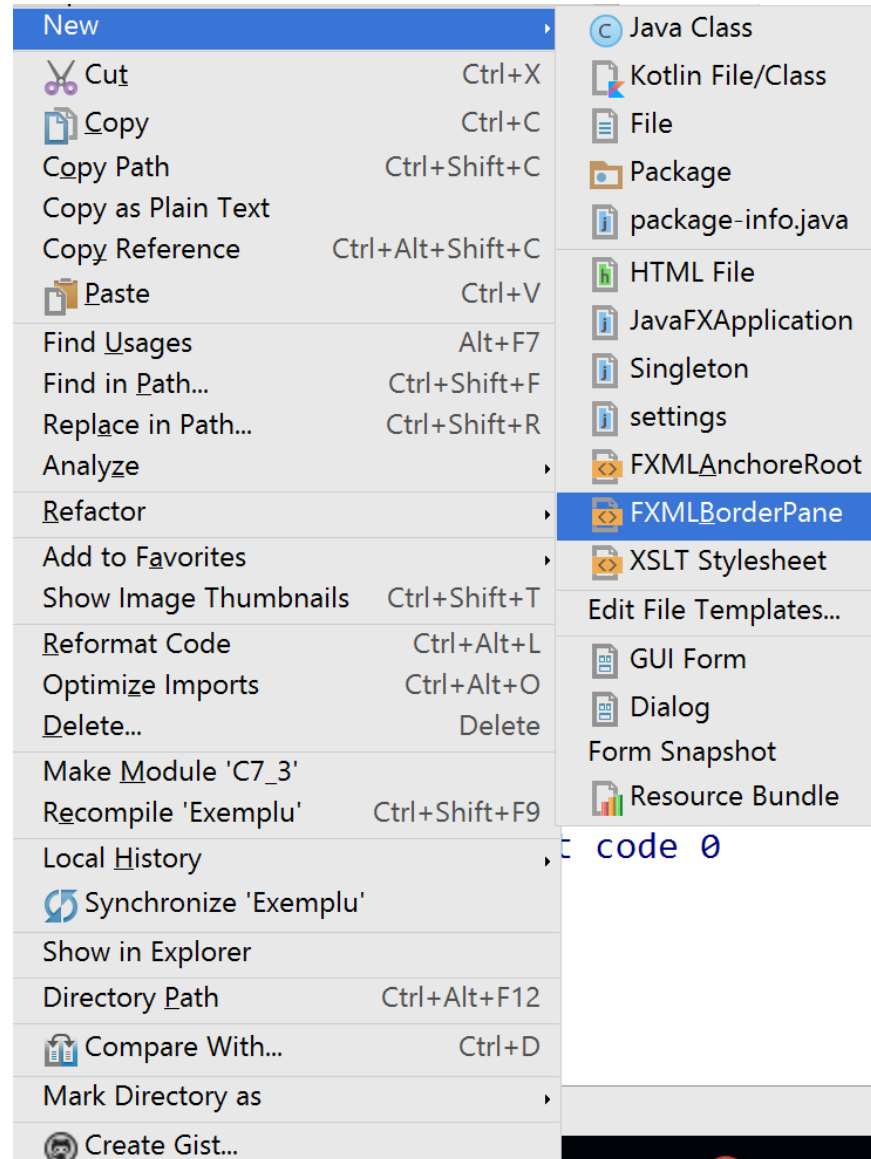 New
Cut Ctrl+X
Copy Ctrl+C
Copy Path Ctrl+Shift+C
Copy as Plain Text
Copy Reference Ctrl+Alt+Shift+C
Paste Ctrl+V
Find Usages Alt+F7
Find in Path... Ctrl+Shift+F
Replace in Path... Ctrl+Shift+R
Analyze
Refactor
Add to Favorites
Show Image Thumbnails Ctrl+Shift+T
Reformat Code Ctrl+Alt+L
Optimize Imports Ctrl+Alt+O
Delete... Delete
Make Module 'C7_3'
Recompile 'Exemplu' Ctrl+Shift+F9
Local History
Synchronize 'Exemplu'
Show in Explorer
Directory Path Ctrl+Alt+F12
Compare With... Ctrl+D
Mark Directory as
Create Gist...
Java Class
Kotlin File/Class
File
Package
package-info.java
HTML File
JavaFXApplication
Singleton
settings
FXMLAnchoreRoot
FXMLBorderPane
XSLT Stylesheet
Edit File Templates...
GUI Form
Dialog
Form Snapshot
Resource Bundle
code 0